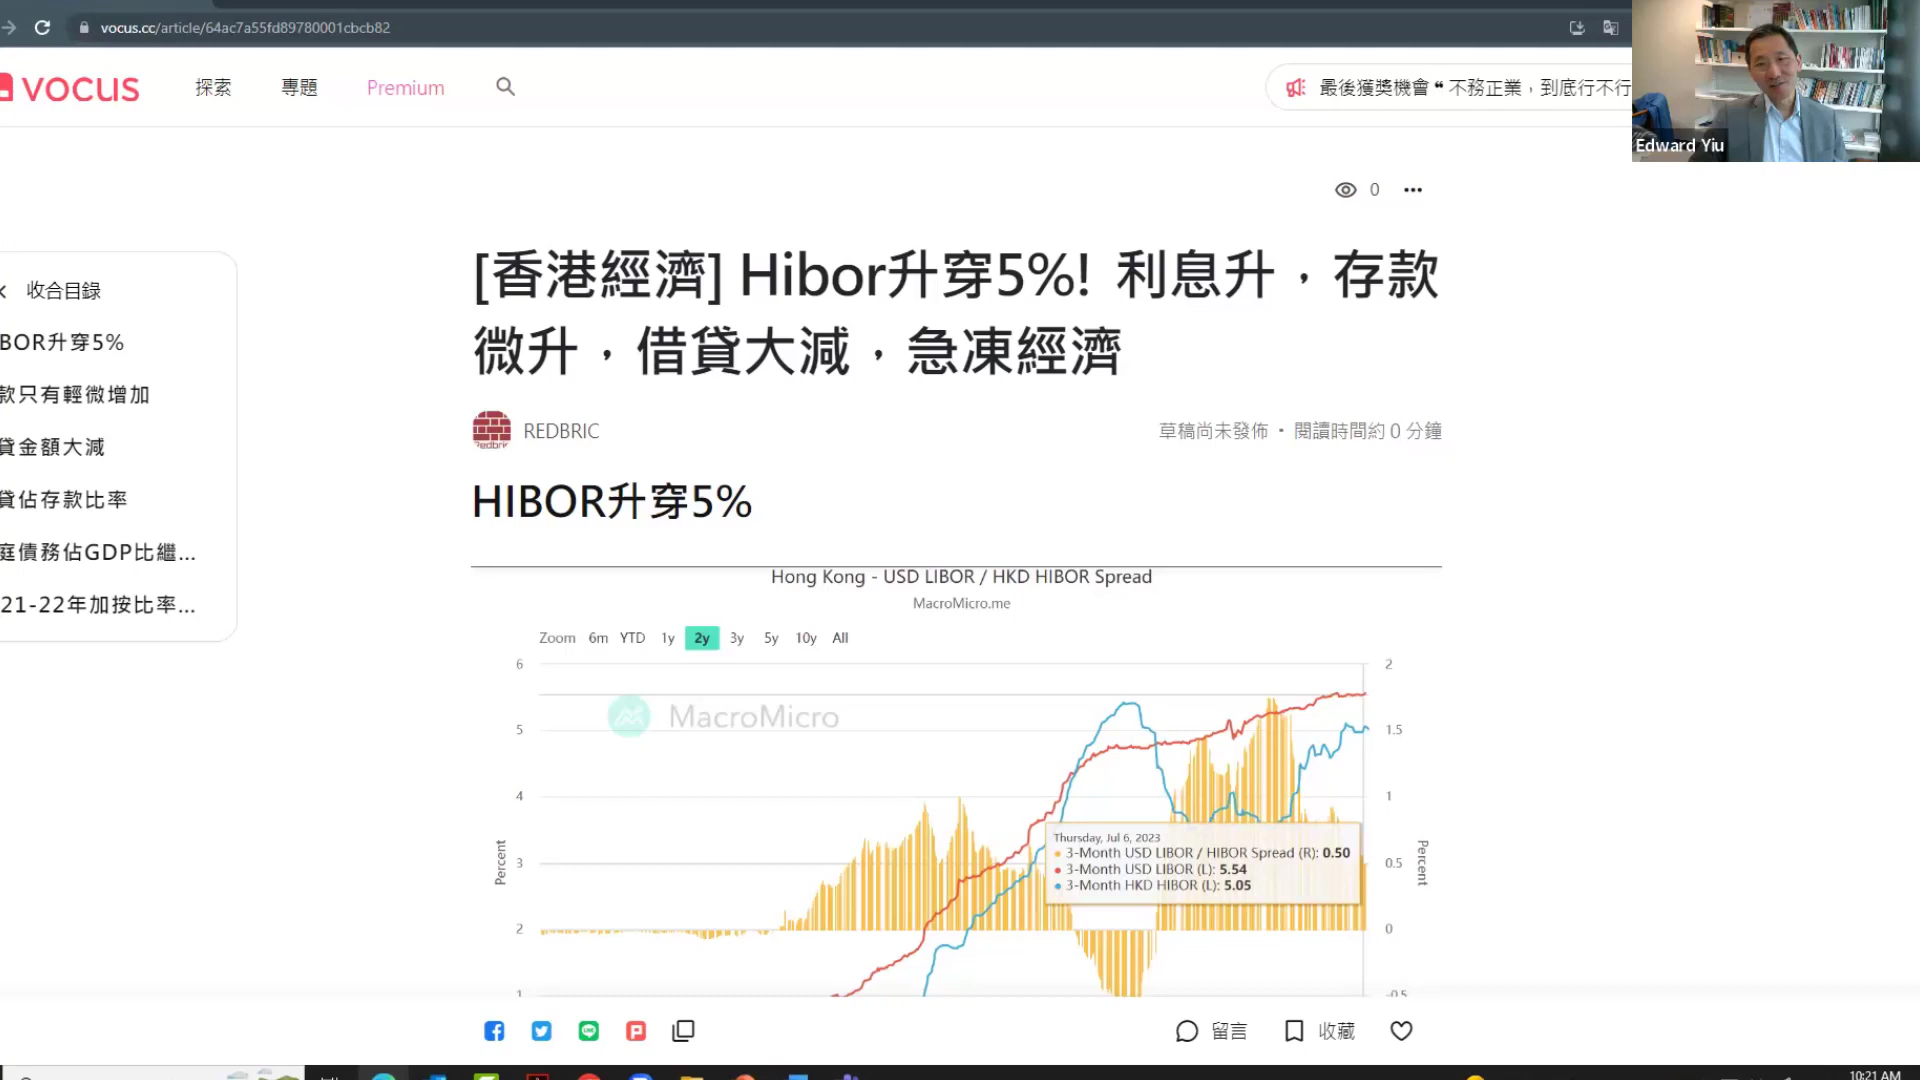 vocus.cc/article/64ac7a55fd89780001cbcb82
vocus
探索
專題
Premium
最後獲獎機會 ❝ 不務正業，到底行不行
Edward Yiu
0
收合目錄
BOR升穿5%
款只有輕微增加
貸金額大減
貸佔存款比率
庭債務佔GDP比繼...
21-22年加按比率...
[香港經濟] Hibor升穿5%! 利息升，存款
微升，借貸大減，急凍經濟
Redbric
REDBRIC
草稿尚未發佈 ・ 閱讀時間約 0 分鐘
HIBOR升穿5%
Hong Kong - USD LIBOR / HKD HIBOR Spread
MacroMicro.me
Zoom 6m YTD 1y 2y 3y 5y 10y All
MacroMicro
6
5
4
3
2
1
Percent
2
1.5
1
0.5
0
-0.5
Percent
Thursday, Jul 6, 2023
3-Month USD LIBOR / HIBOR Spread (R): 0.50
3-Month USD LIBOR (L): 5.54
3-Month HKD HIBOR (L): 5.05
留言
收藏
10:21 AM